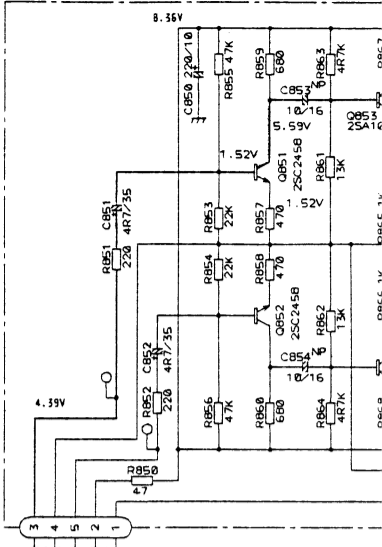 8.36V
C850 220/10
R855 47K
R859 680
R863 4R7K
C853 NP
10/16
5.59V
Q853
2SA10
1.52V
Q851 2SC2458
R861 13K
1.52V
C851 4R7/35
R851 220
R853 22K
R857 470
R854 22K
R858 470
Q852 2SC2458
R862 13K
C852 4R7/35
C854 NP
10/16
4.39V
R852 220
R856 47K
R860 680
R864 4R7K
R850
47
3 4 5 2 1